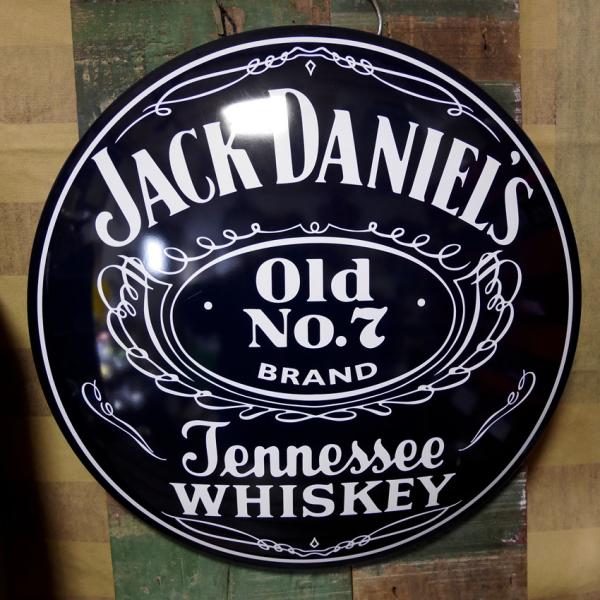 JACK DANIEL'S
Old
No.7
BRAND
Tennessee
WHISKEY